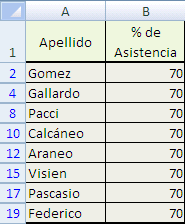 A B
1 Apellido % de
Asistencia
2 Gomez 70
4 Gallardo 70
8 Pacci 70
10 Calcáneo 70
12 Araneo 70
15 Visien 70
17 Pascasio 70
19 Federico 70